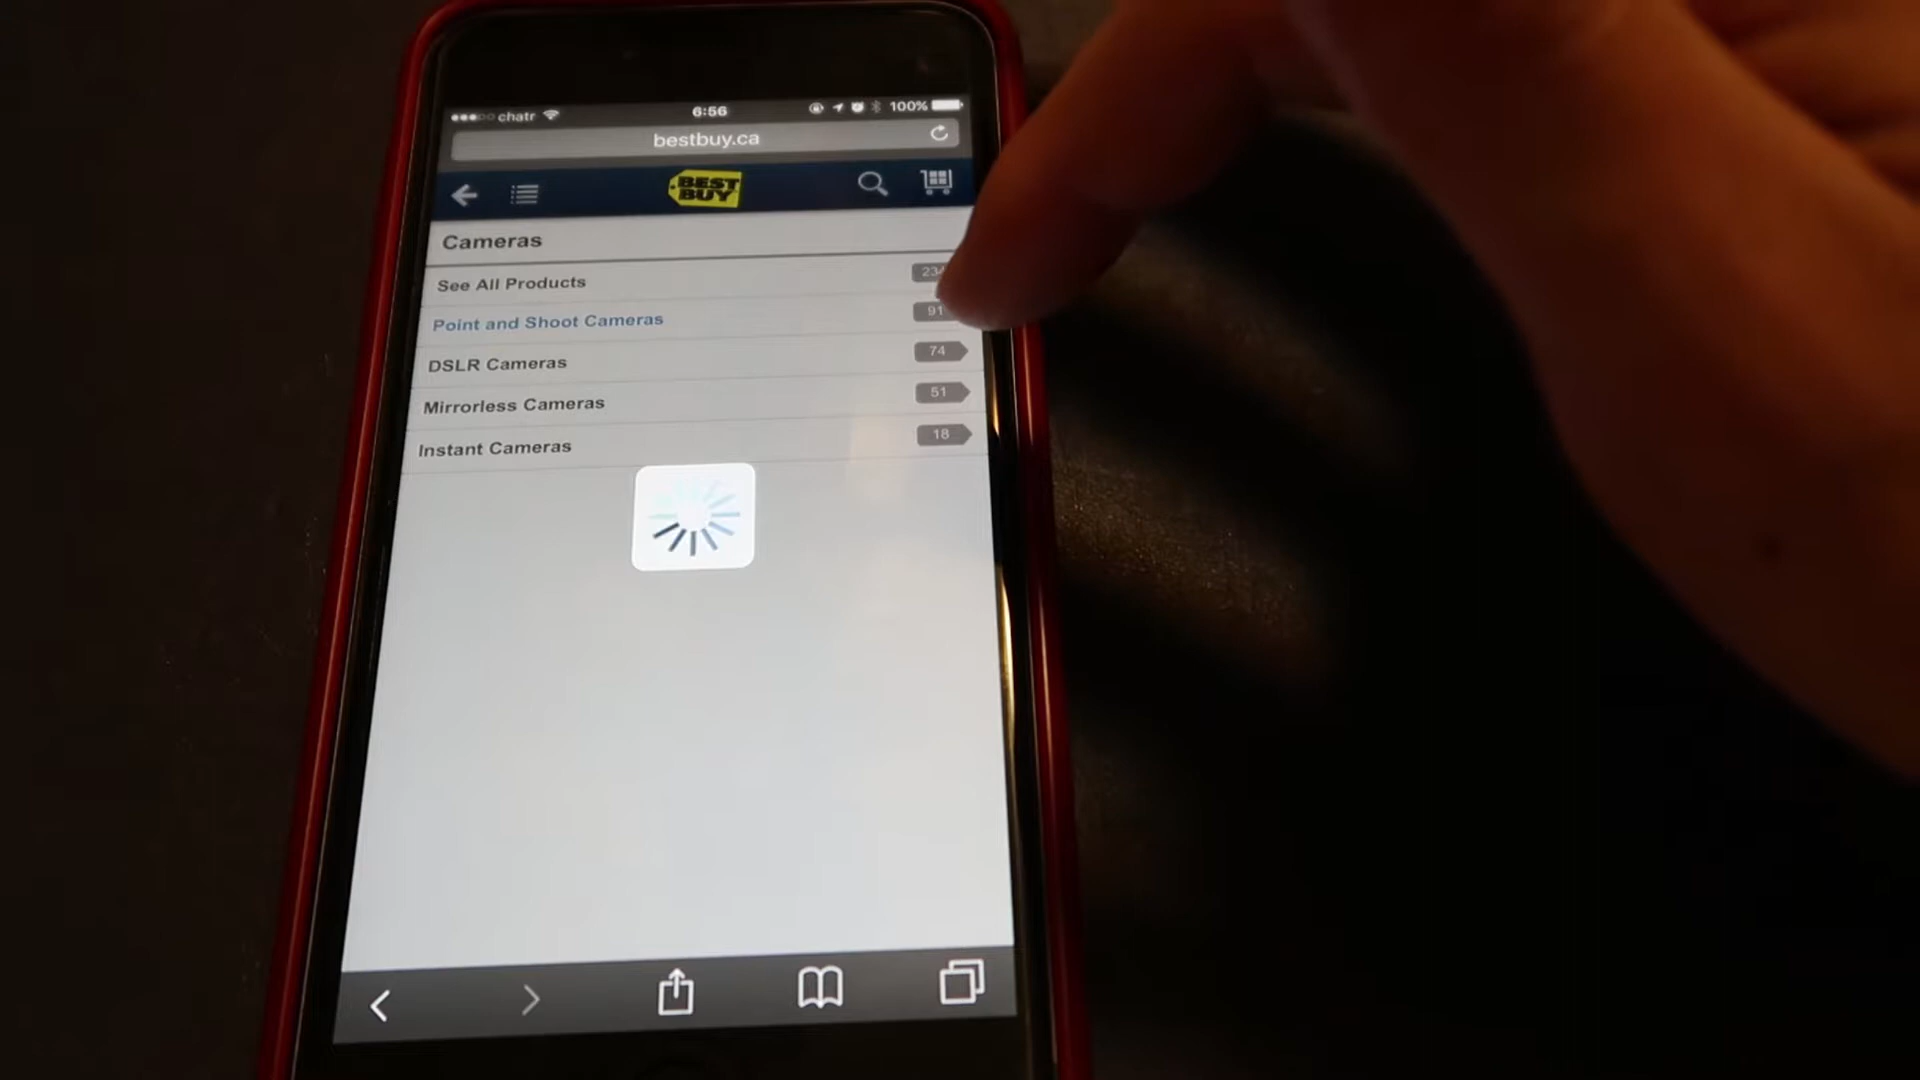 chatr 6:56 100%
bestbuy.ca
BEST BUY
Cameras
See All Products 234
Point and Shoot Cameras 91
DSLR Cameras 74
Mirrorless Cameras 51
Instant Cameras 18